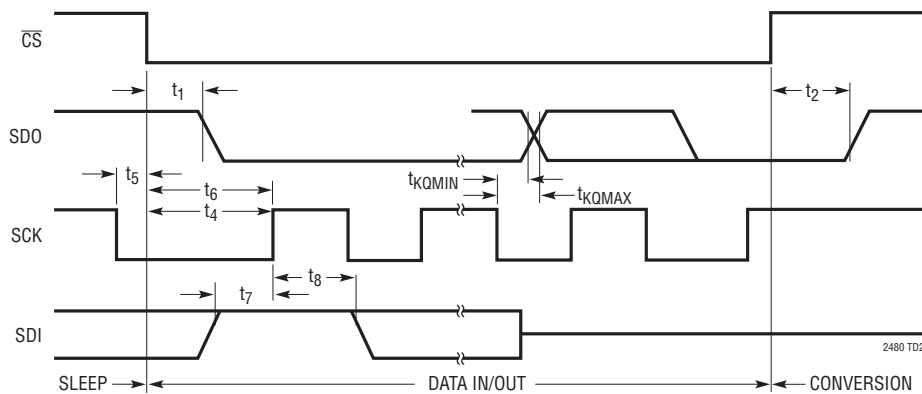 CS
t1
t2
SDO
t5
t6
tKQMIN
t4
tKQMAX
SCK
t8
t7
SDI
2480 TD2
SLEEP
DATA IN/OUT
CONVERSION